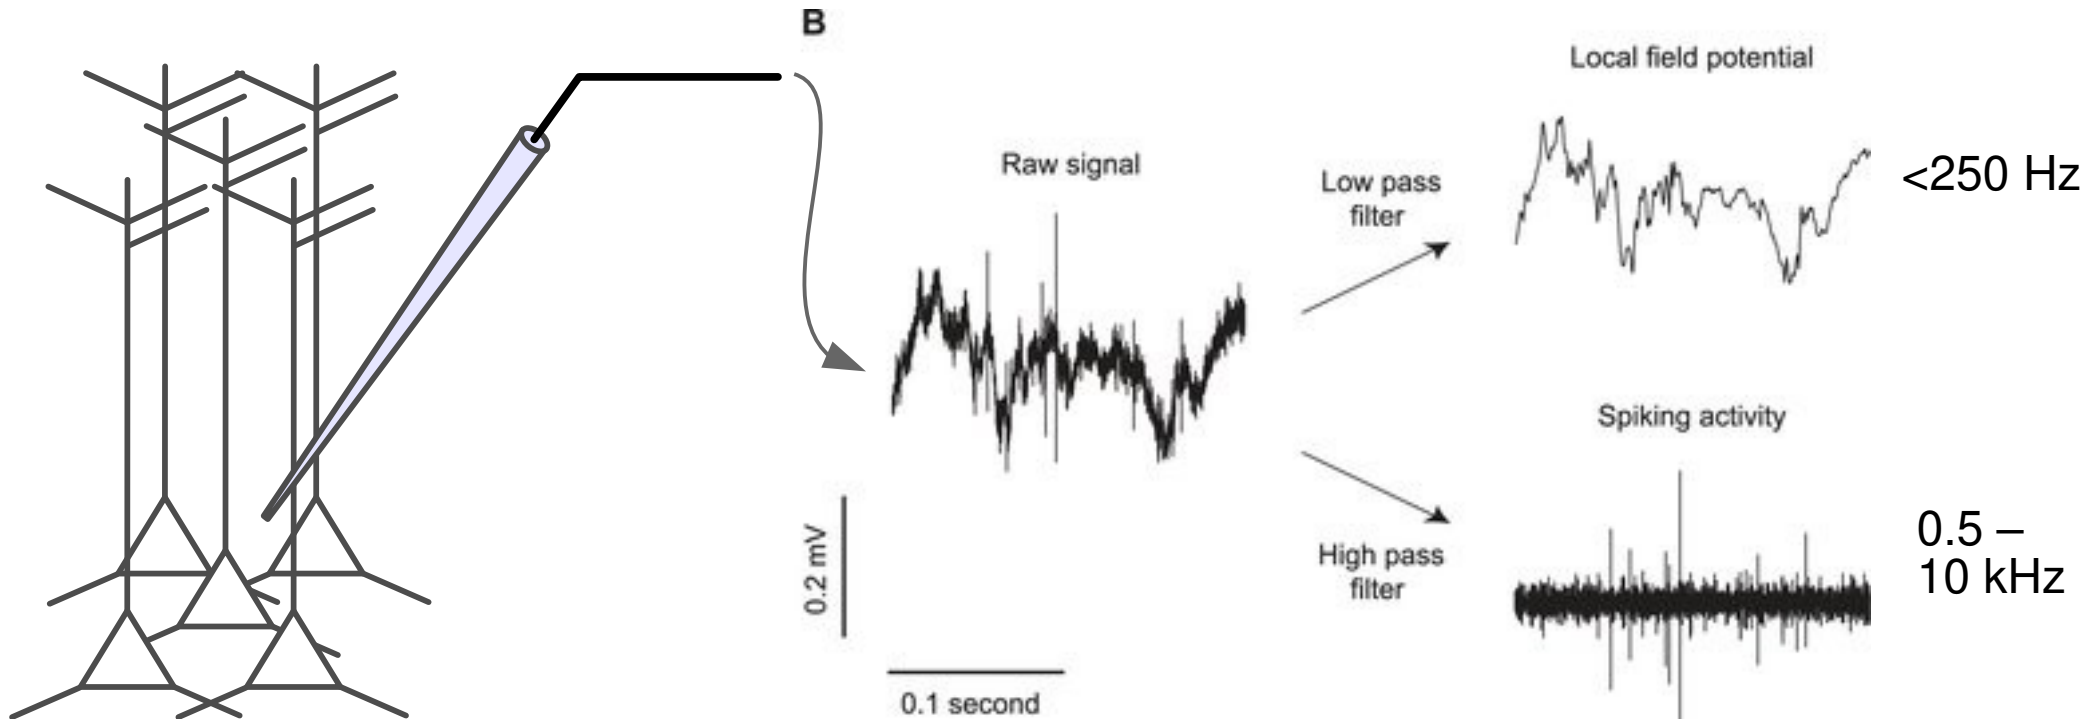 B
Raw signal
0.2 mV
0.1 second
Low pass
filter
High pass
filter
Local field potential
<250 Hz
Spiking activity
0.5 –
10 kHz